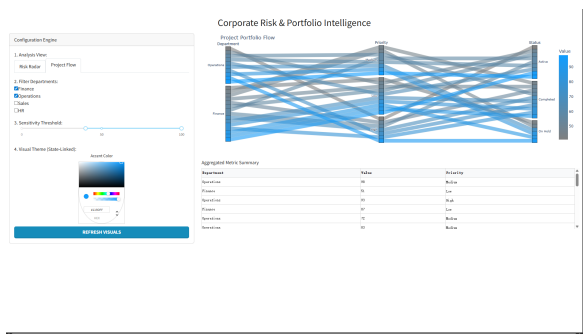 Corporate Risk & Portfolio Intelligence
Configuration Engine
1. Analysis View:
Risk Radar
Project Flow
2. Filter Departments:
Finance
Operations
Sales
HR
3. Sensitivity Threshold:
0
50
100
4. Visual Theme (State-Linked):
Accent Color
HEX
REFRESH VISUALS
Project Portfolio Flow
Department
Priority
Status
Operations
Finance
Active
Completed
On Hold
Value
90
80
70
60
50
Aggregated Metric Summary
Department Value Priority
Operations Medium
Finance Low
Operations High
Finance 87 Low
Operations 72 Medium
Operations Medium